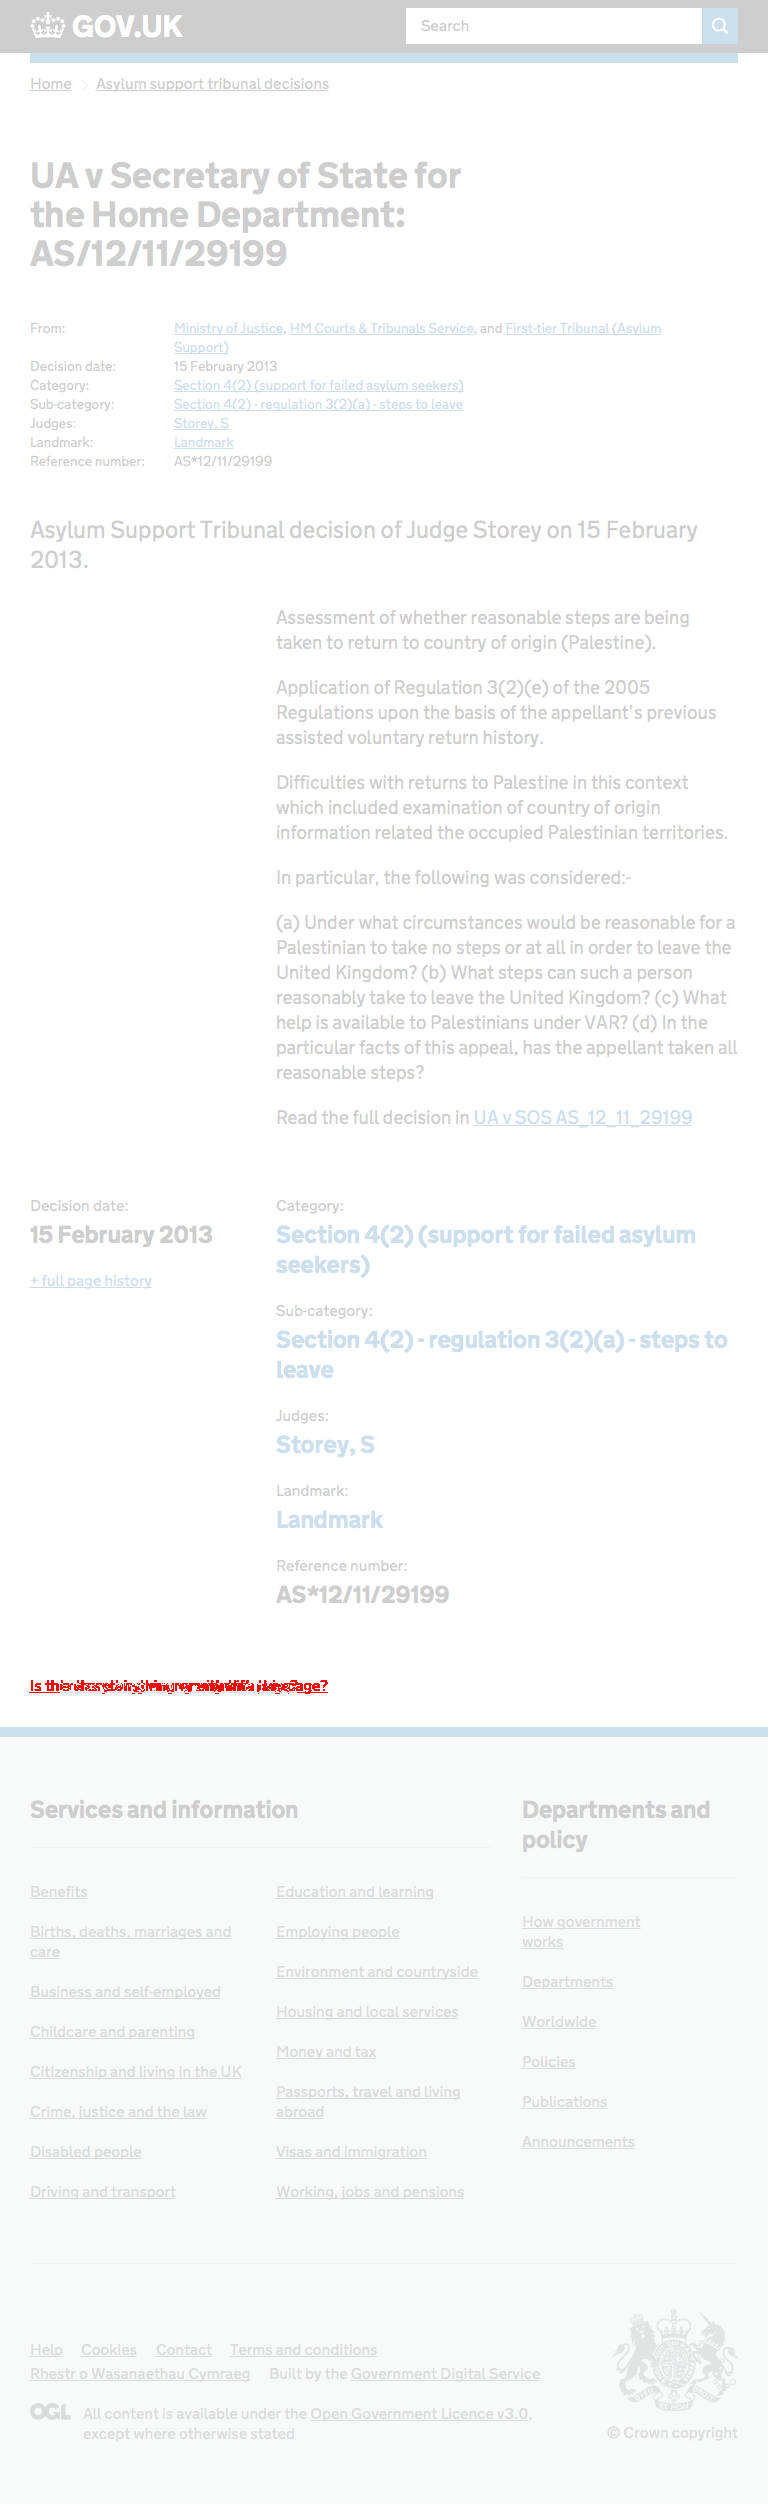 GOV.UK
Search
Home
Asylum support tribunal decisions
UA v Secretary of State for
the Home Department:
AS/12/11/29199
From: Ministry of Justice, HM Courts & Tribunals Service, and First-tier Tribunal (Asylum
Support)
Decision date: 15 February 2013
Category: Section 4(2) (support for failed asylum seekers)
Sub-category: Section 4(2) - regulation 3(2)(a) - steps to leave
Judges: Storey, S
Landmark: Landmark
Reference number: AS*12/11/29199
Asylum Support Tribunal decision of Judge Storey on 15 February
2013.
Assessment of whether reasonable steps are being
taken to return to country of origin (Palestine).
Application of Regulation 3(2)(e) of the 2005
Regulations upon the basis of the appellant's previous
assisted voluntary return history.
Difficulties with returns to Palestine in this context
which included examination of country of origin
information related the occupied Palestinian territories.
In particular, the following was considered:-
(a) Under what circumstances would be reasonable for a
Palestinian to take no steps or at all in order to leave the
United Kingdom? (b) What steps can such a person
reasonably take to leave the United Kingdom? (c) What
help is available to Palestinians under VAR? (d) In the
particular facts of this appeal, has the appellant taken all
reasonable steps?
Read the full decision in UA v SOS AS_12_11_29199
Decision date:
15 February 2013
+ full page history
Category:
Section 4(2) (support for failed asylum
seekers)
Sub-category:
Section 4(2) - regulation 3(2)(a) - steps to
leave
Judges:
Storey, S
Landmark:
Landmark
Reference number:
AS*12/11/29199
Services and information
Benefits
Births, deaths, marriages and
care
Business and self-employed
Childcare and parenting
Citizenship and living in the UK
Crime, justice and the law
Disabled people
Driving and transport
Education and learning
Employing people
Environment and countryside
Housing and local services
Money and tax
Passports, travel and living
abroad
Visas and immigration
Working, jobs and pensions
Departments and
policy
How government
works
Departments
Worldwide
Policies
Publications
Announcements
Help Cookies Contact Terms and conditions
Rhestr o Wasanaethau Cymraeg Built by the Government Digital Service
OGL All content is available under the Open Government Licence v3.0,
except where otherwise stated
© Crown copyright